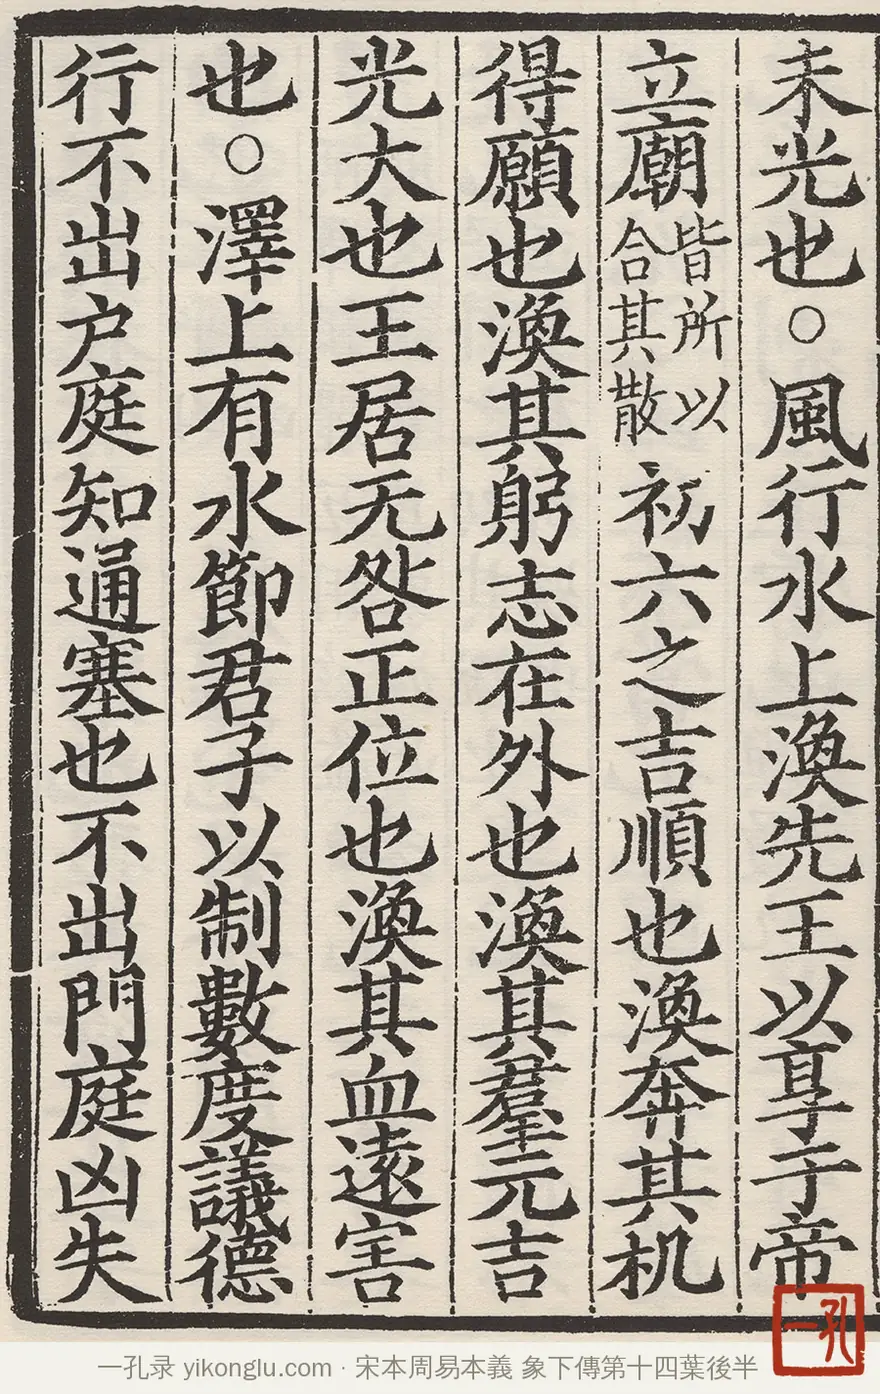 未光也○風行水上渙先王以享于帝
立廟皆所以合其散初六之吉順也渙奔其机
得願也渙其躬志在外也渙其羣元吉
光大也王居无咎正位也渙其血遠害
也○澤上有水節君子以制數度議德
行不出户庭知通塞也不出門庭凶失
一孔
一孔录 yikonglu.com · 宋本周易本義 象下傳第十四葉後半